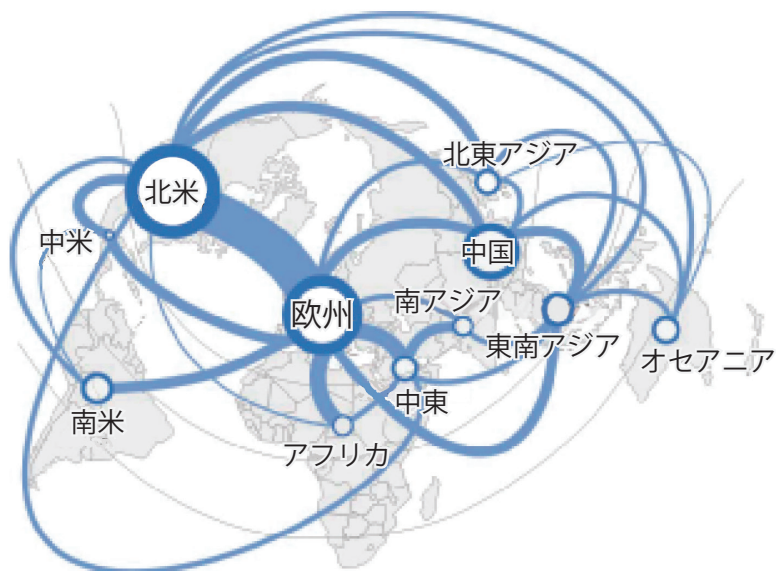 北東アジア
北米
中米
中国
欧州
南アジア
東南アジア
オセアニア
中東
南米
アフリカ